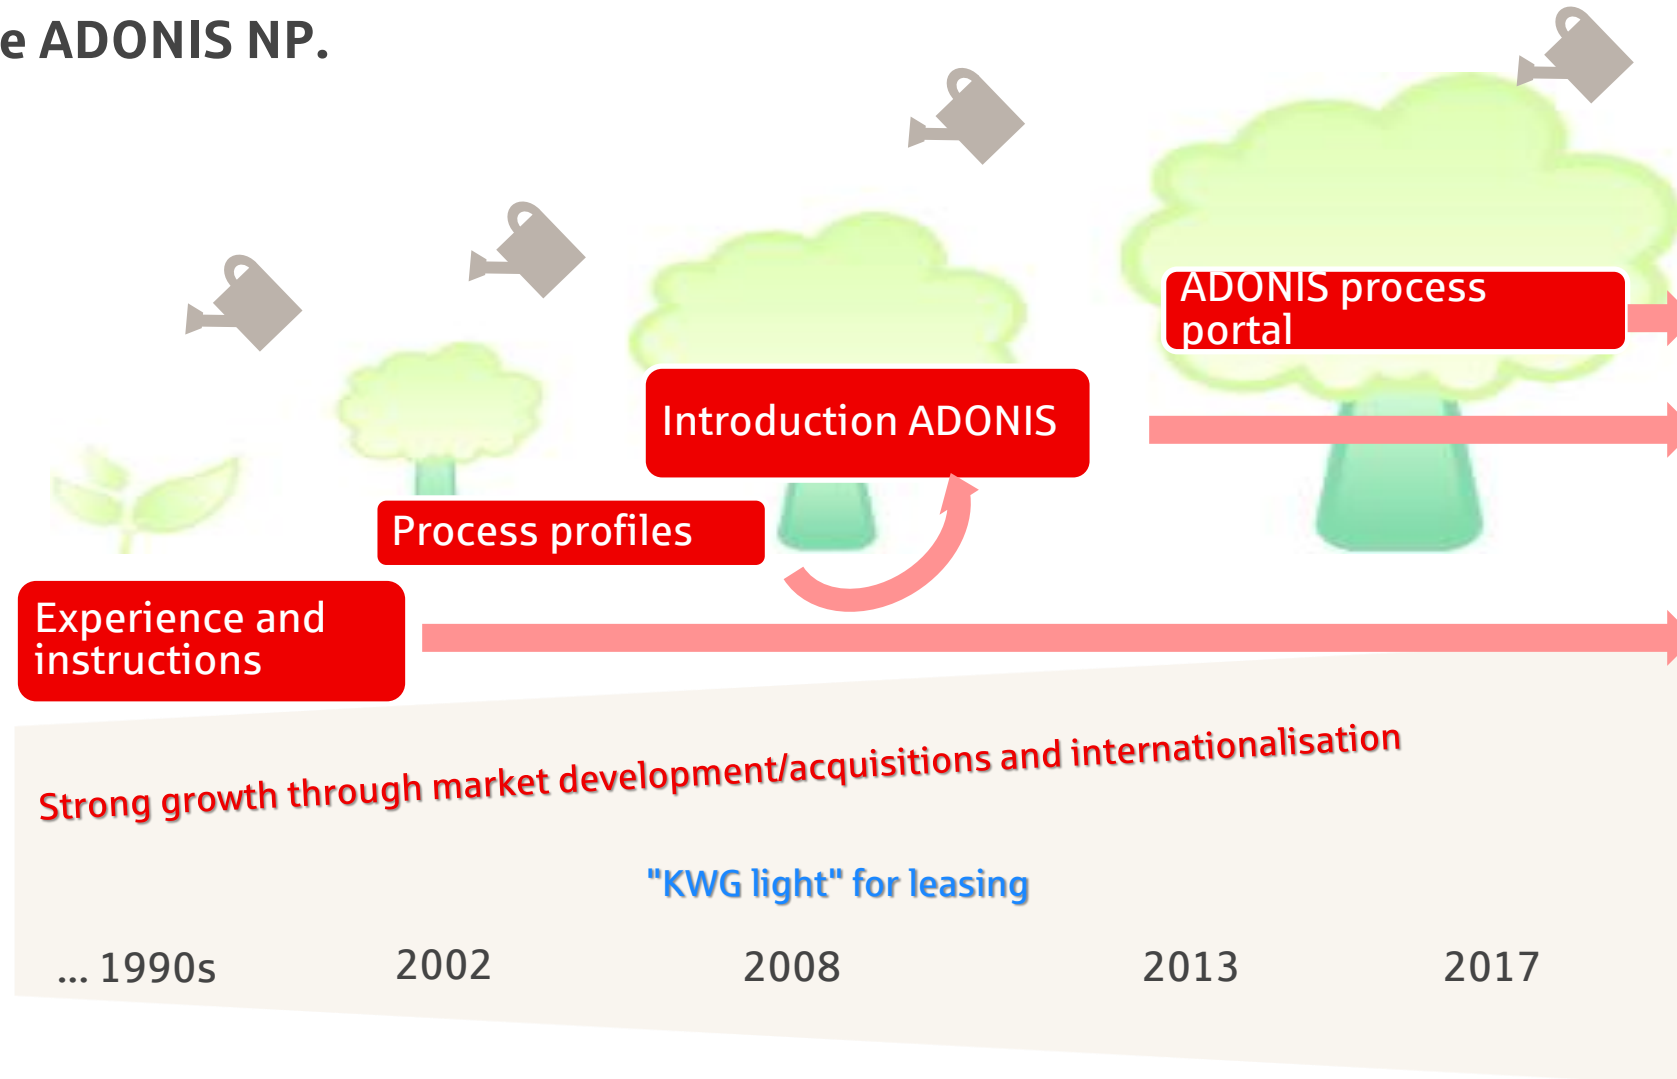 e ADONIS NP.
ADONIS process
portal
Introduction ADONIS
Process profiles
Experience and
instructions
Strong growth through market development/acquisitions and internationalisation
"KWG light" for leasing
... 1990s 2002 2008 2013 2017